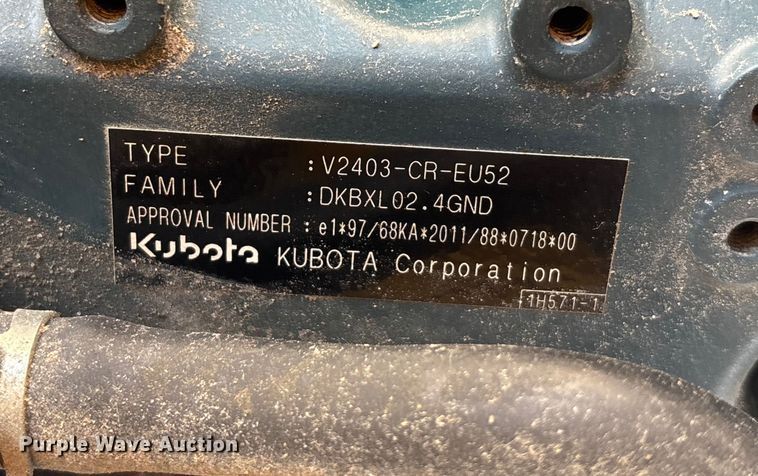 TYPE :V2403-CR-EU52
FAMILY :DKBXL02.4GND
APPROVAL NUMBER :e1*97/68KA*2011/88*0718*00
Kubota KUBOTA Corporation
1H571-1
Purple Wave Auction